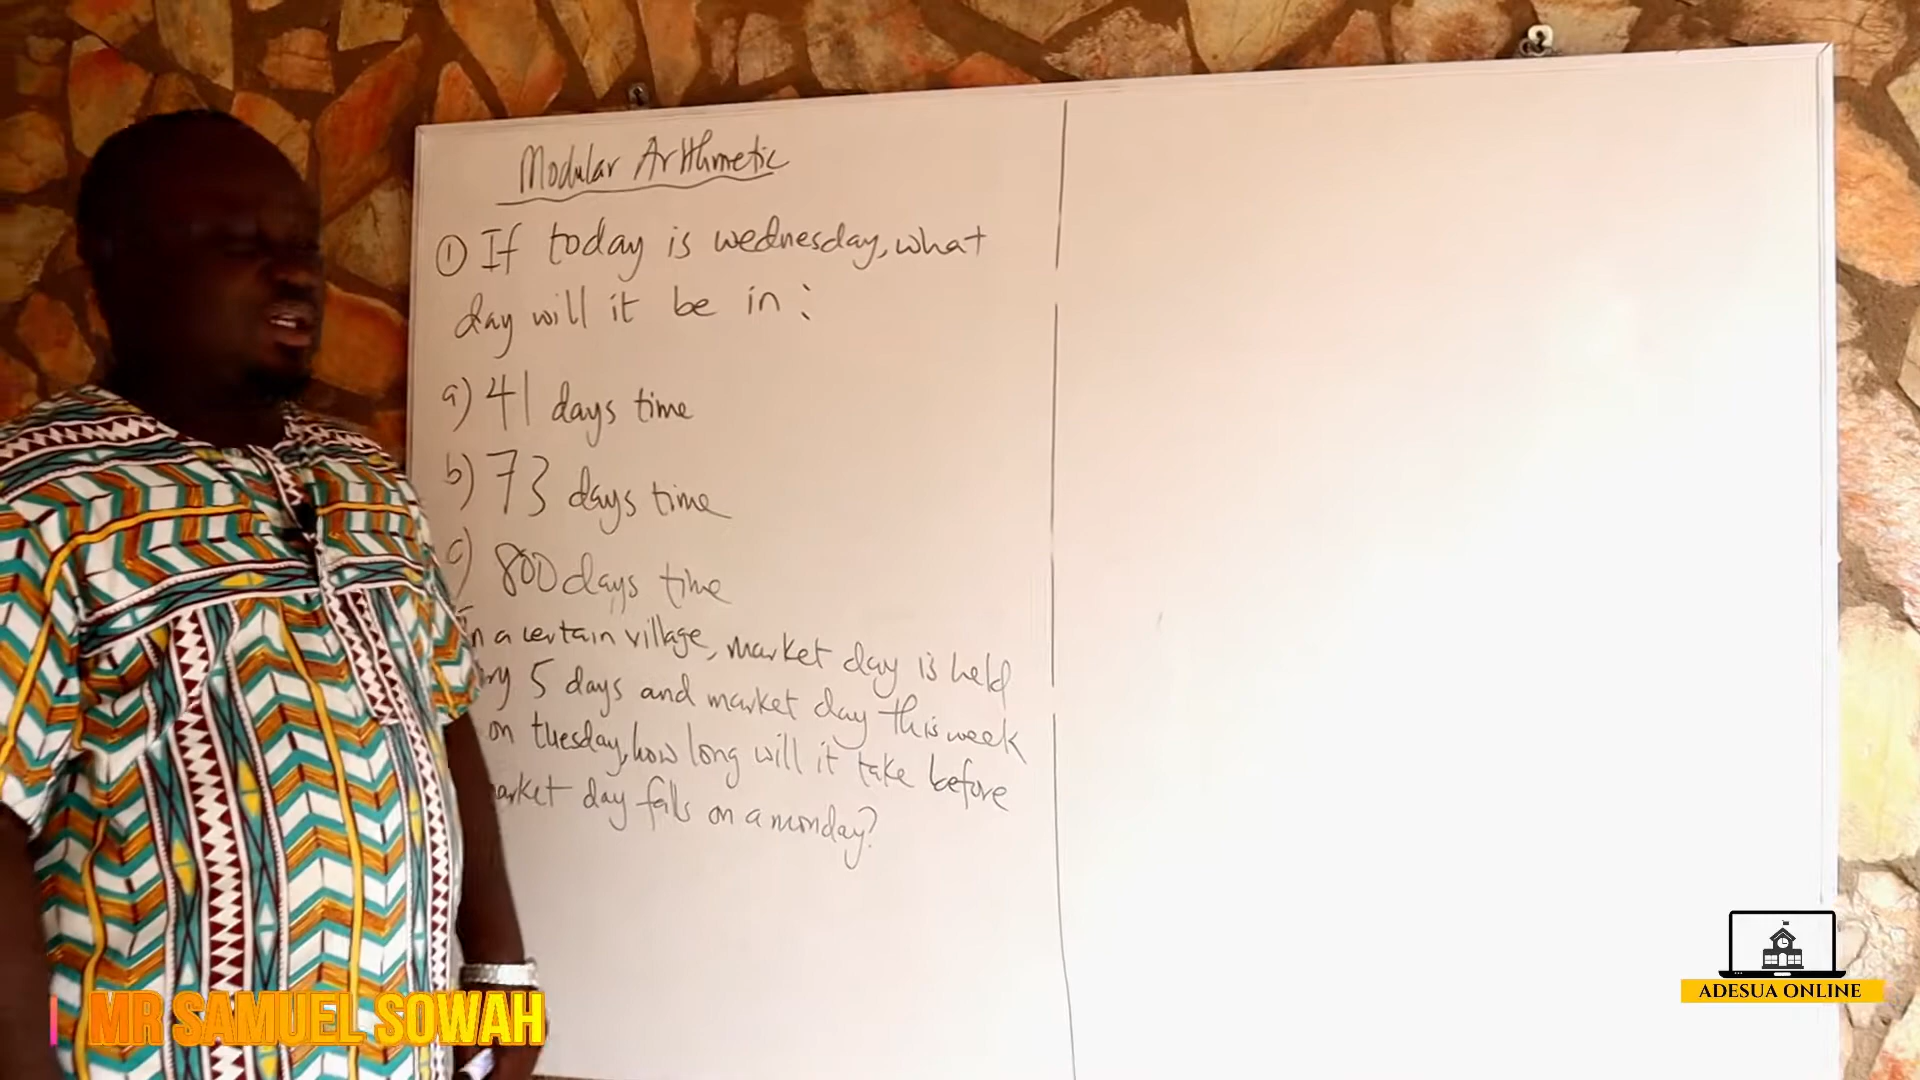 Modular Arithmetic
① If today is wednesday, what
day will it be in :
a) 41 days time
b) 73 days time
c) 800 days time
In a certain village, market day is held
5 days and market day this week
on tuesday, how long will it take before
day falls on a monday?
MR SAMUEL SOWAH
ADESUA ONLINE